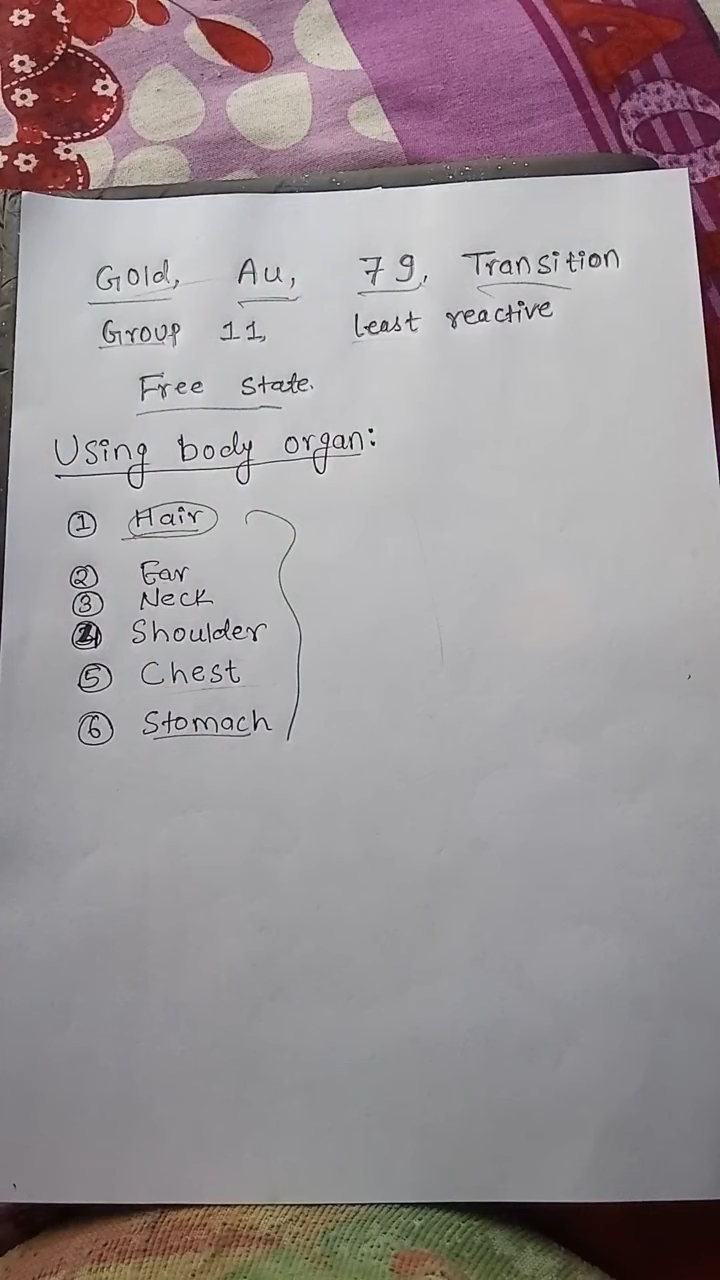 Gold, Au, 79, Transition
Group 11, Least reactive
Free state.
Using body organ:
① Hair
② Ear
③ Neck
④ Shoulder
⑤ Chest
⑥ Stomach